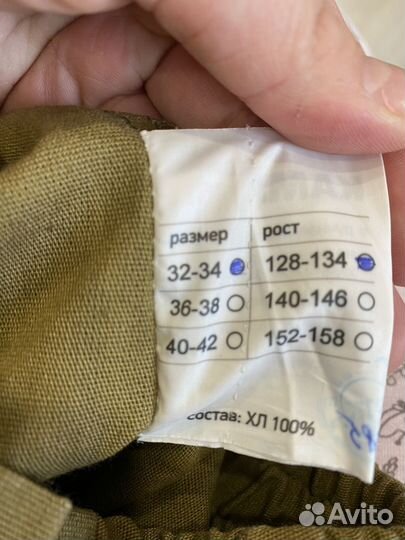 размер рост
32-34 128-134
36-38 140-146
40-42 152-158
состав: ХЛ 100%
Avito